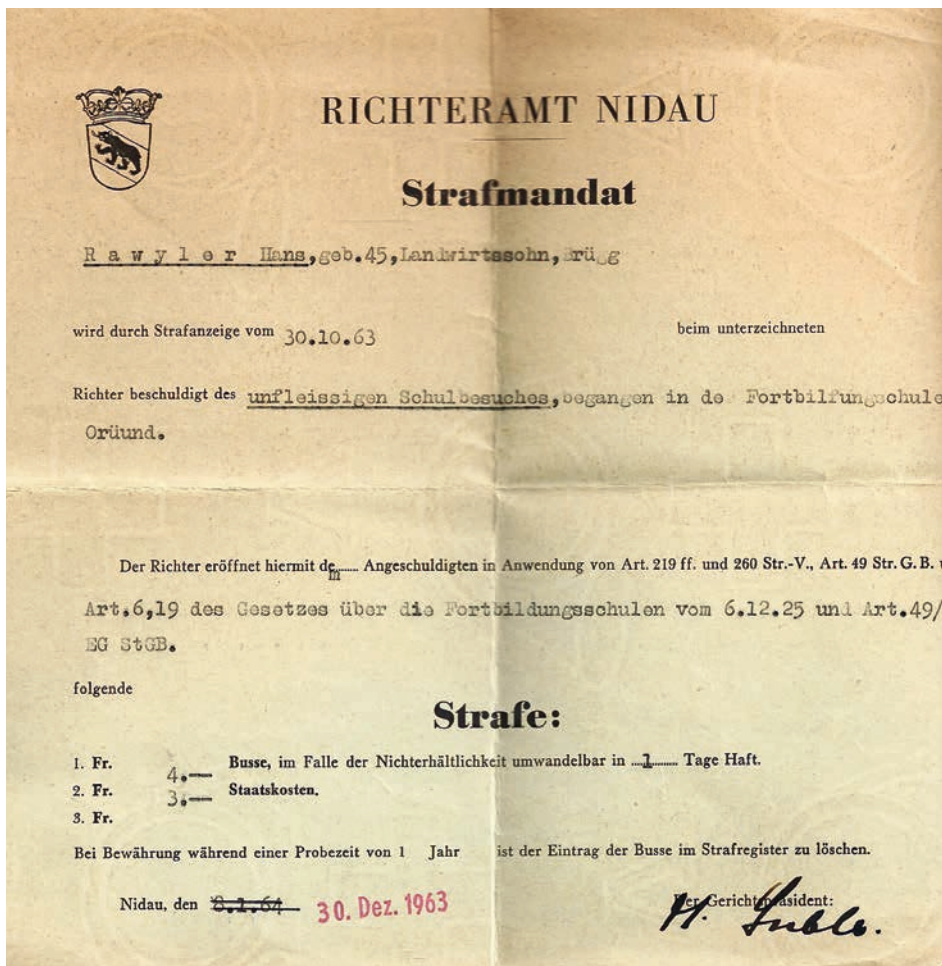 RICHTERAMT NIDAU
Strafmandat
Rawyler Hans, geb.45, Landwirtssohn, Brügg
wird durch Strafanzeige vom 30.10.63 beim unterzeichneten
Richter beschuldigt des unfleissigen Schulbesuches, begangen in de Fortbilfungschule
Orüund.
Der Richter eröffnet hiermit dem Angeschuldigten in Anwendung von Art. 219 ff. und 260 Str.-V., Art. 49 Str. G. B.
Art.6,19 des Gesetzes über die Fortbildungsschulen vom 6.12.25 und Art.49/
EG StGB.
folgende
Strafe:
1. Fr. 4.— Busse, im Falle der Nichterhältlichkeit umwandelbar in 1 Tage Haft.
2. Fr. 3.— Staatskosten.
3. Fr.
Bei Bewährung während einer Probezeit von 1 Jahr ist der Eintrag der Busse im Strafregister zu löschen.
Nidau, den 8.1.64 30. Dez. 1963 Der Gerichtspräsident:
H.